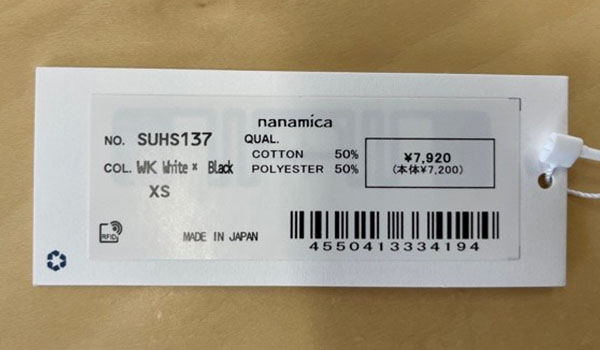 nanamica
NO. SUHS137
QUAL.
COTTON 50%
COL. WK White × Black
POLYESTER 50%
XS
¥7,920
(本体¥7,200)
RFID
MADE IN JAPAN
4550413334194